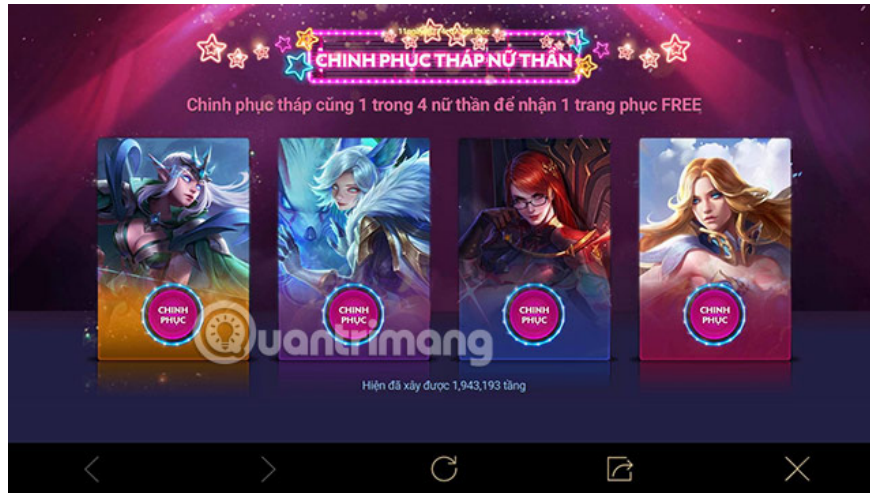 CHINH PHỤC THÁP NỮ THẦN
Chinh phục tháp cũng 1 trong 4 nữ thần để nhận 1 trang phục FREE
CHINH
PHỤC
CHINH
PHỤC
CHINH
PHỤC
CHINH
PHỤC
Quantrimang
Hiện đã xây được 1,943,193 tầng